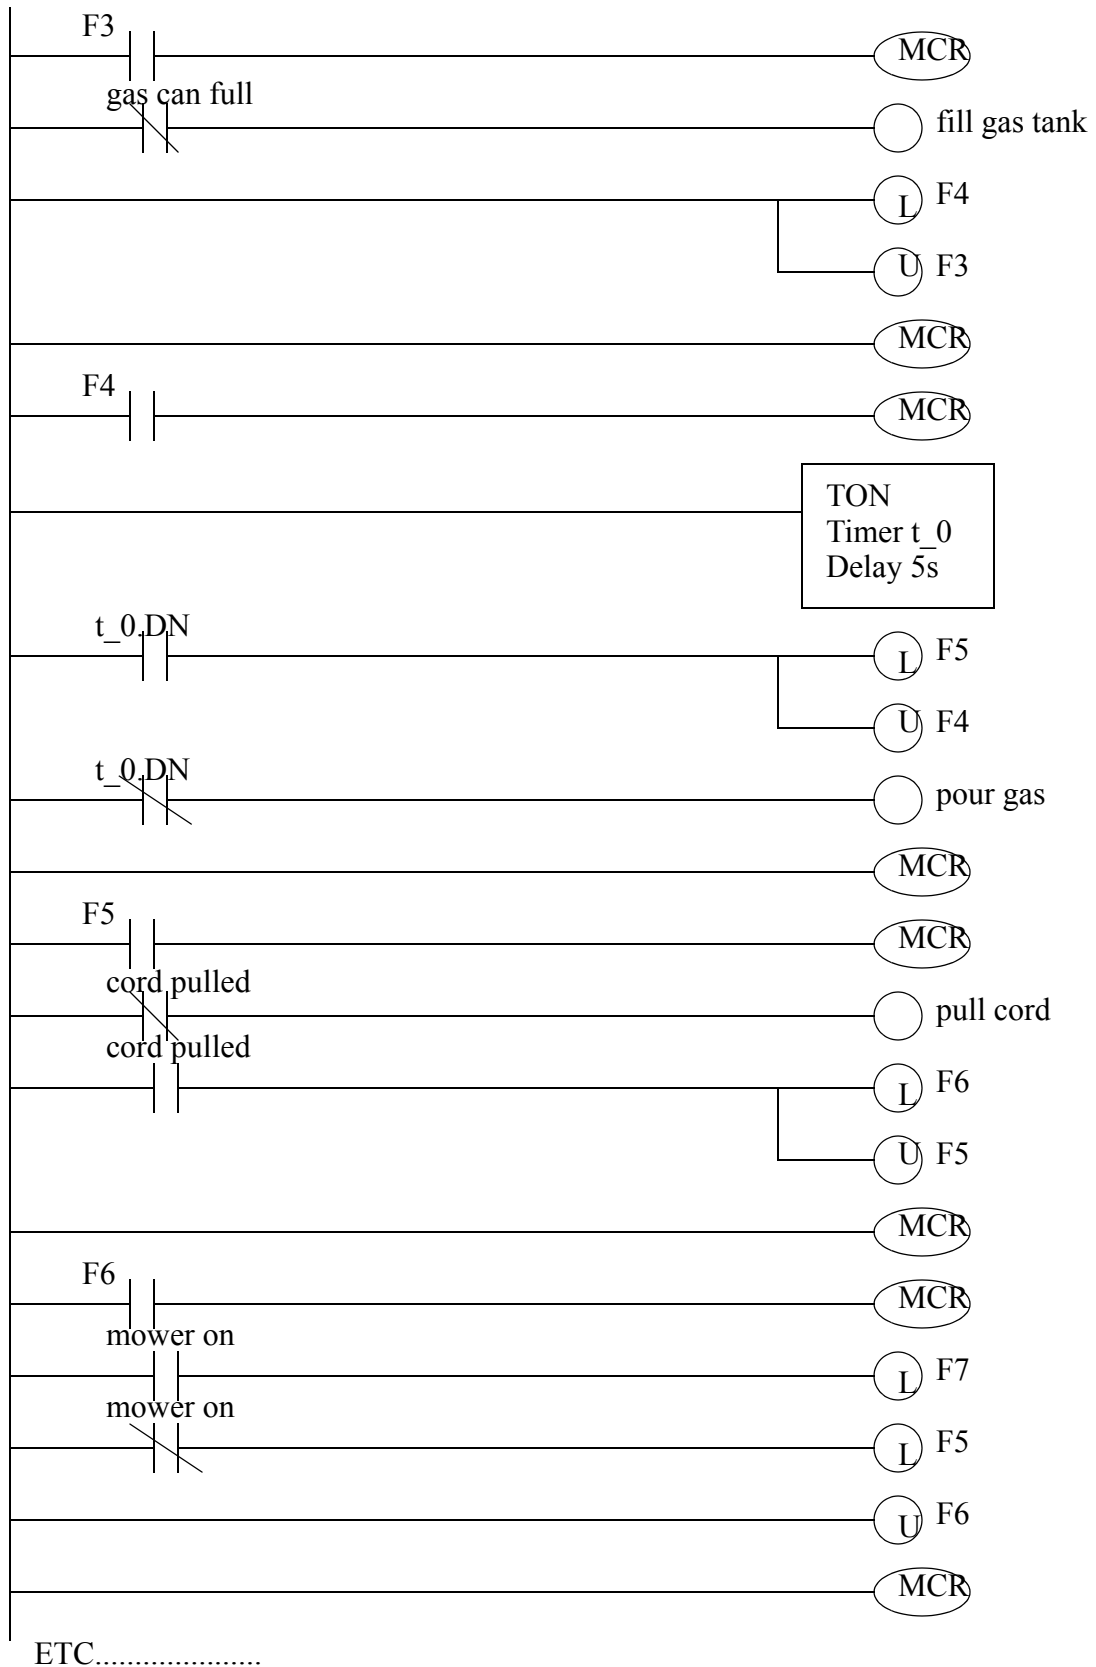 F3
MCR
gas can full
fill gas tank
L F4
U F3
MCR
F4
MCR
TON
Timer t_0
Delay 5s
t_0.DN
L F5
U F4
t_0.DN
pour gas
MCR
F5
MCR
cord pulled
pull cord
cord pulled
L F6
U F5
MCR
F6
MCR
mower on
L F7
mower on
L F5
U F6
MCR
ETC.....................